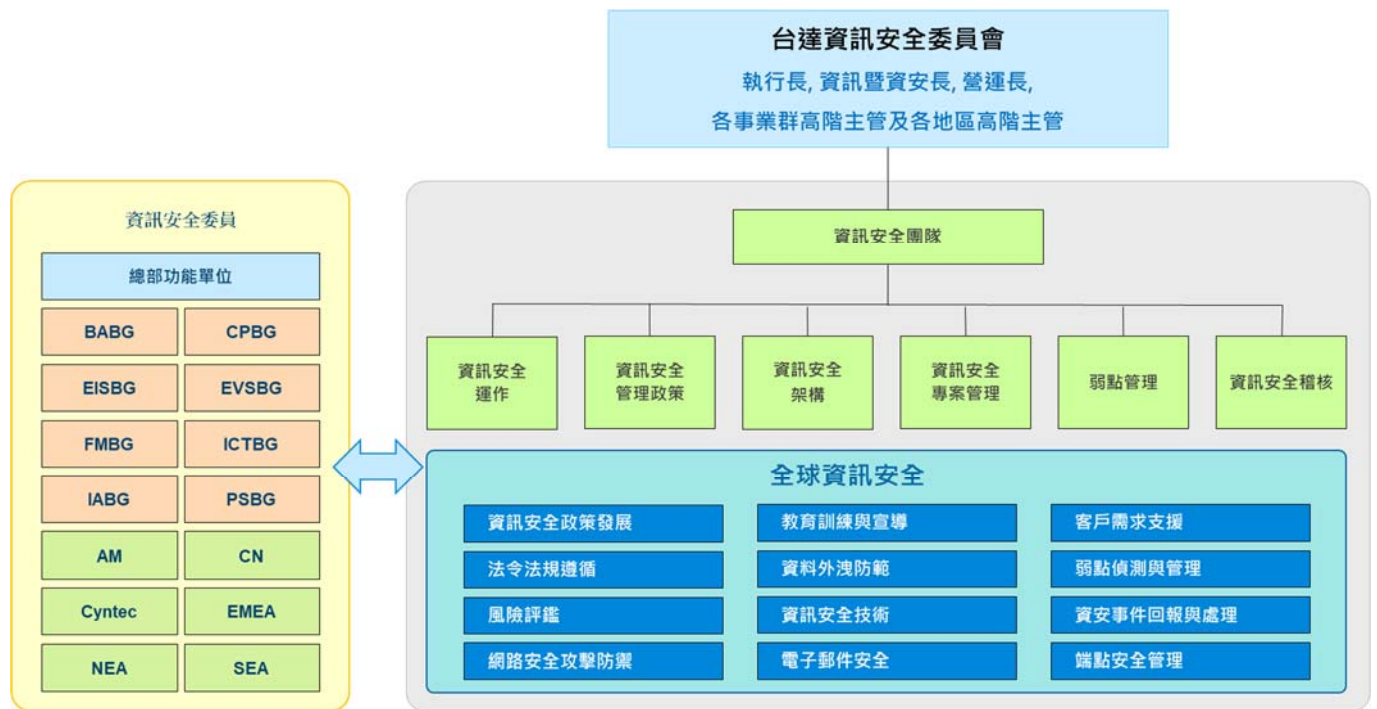 台達資訊安全委員會
執行長, 資訊暨資安長, 營運長,
各事業群高階主管及各地區高階主管
資訊安全委員
總部功能單位
BABG
CPBG
EISBG
EVSBG
FMBG
ICTBG
IABG
PSBG
AM
CN
Cyntec
EMEA
NEA
SEA
資訊安全團隊
資訊安全
運作
資訊安全
管理政策
資訊安全
架構
資訊安全
專案管理
弱點管理
資訊安全稽核
全球資訊安全
資訊安全政策發展
教育訓練與宣導
客戶需求支援
法令法規遵循
資料外洩防範
弱點偵測與管理
風險評鑑
資訊安全技術
資安事件回報與處理
網路安全攻擊防禦
電子郵件安全
端點安全管理